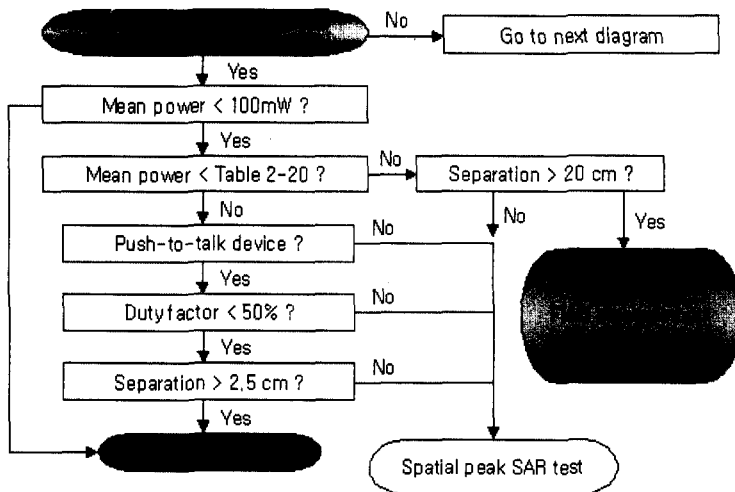 No
Go to next diagram
Yes
Mean power < 100mW ?
Yes
Mean power < Table 2-20 ?
No
Separation > 20 cm ?
No
No
Yes
Push-to-talk device ?
No
Yes
Duty factor < 50% ?
No
Yes
Separation > 2,5 cm ?
No
Yes
Spatial peak SAR test